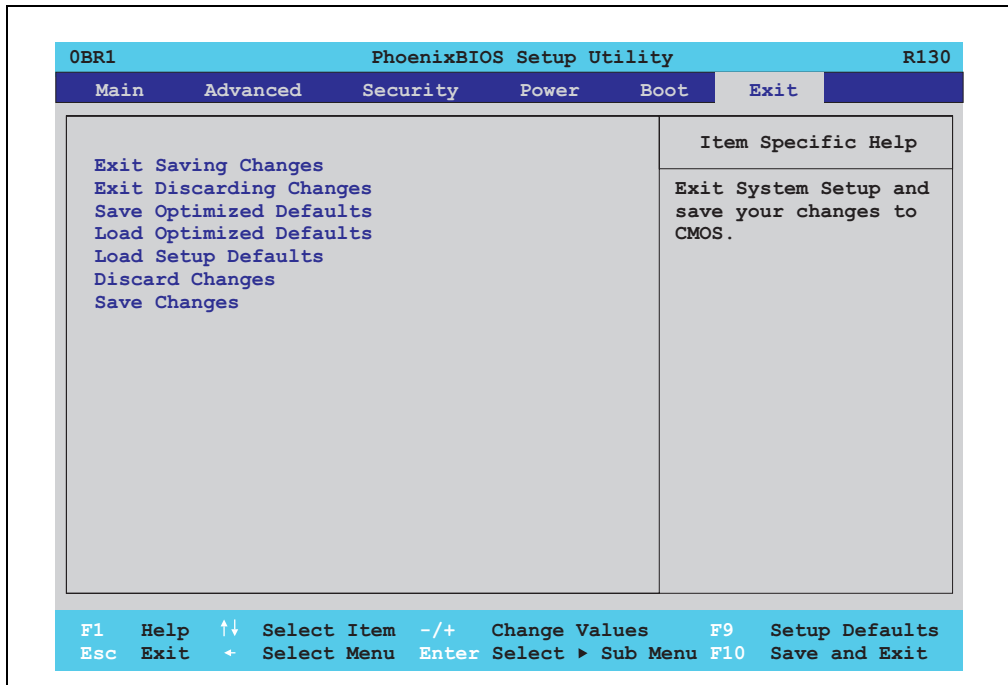 0BR1 PhoenixBIOS Setup Utility R130
Main Advanced Security Power Boot Exit
Item Specific Help
Exit Saving Changes
Exit Discarding Changes
Save Optimized Defaults
Load Optimized Defaults
Load Setup Defaults
Discard Changes
Save Changes
Exit System Setup and
save your changes to
CMOS.
F1 Help ↑↓ Select Item -/+ Change Values F9 Setup Defaults
Esc Exit ← Select Menu Enter Select ▶ Sub Menu F10 Save and Exit